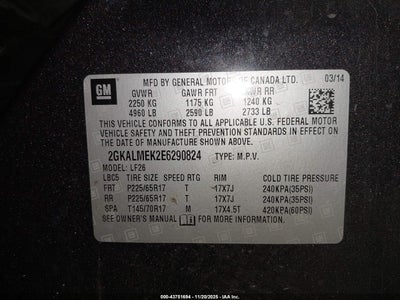 GM
MFD BY GENERAL MOTORS OF CANADA LTD. 03/14
GVWR GAWR FRT GAWR RR
2250 KG 1175 KG 1240 KG
4960 LB 2590 LB 2733 LB
THIS VEHICLE CONFORMS TO ALL APPLICABLE U.S. FEDERAL MOTOR
VEHICLE SAFETY AND THEFT PREVENTION STANDARDS IN EFFECT ON
THE DATE OF MANUFACTURE SHOWN ABOVE.
2GKALMEK2E6290824 TYPE: M.P.V.
MODEL: LF26
LBC5 TIRE SIZE SPEED RTG RIM COLD TIRE PRESSURE
FRT P225/65R17 T 17X7J 240KPA(35PSI)
RR P225/65R17 T 17X7J 240KPA(35PSI)
SPA T145/70R17 M 17X4.5T 420KPA(60PSI)
SEE OWNER'S MANUAL FOR ADDITIONAL INFORMATION.
000-43751694 - 11/20/2025 - iaai.com